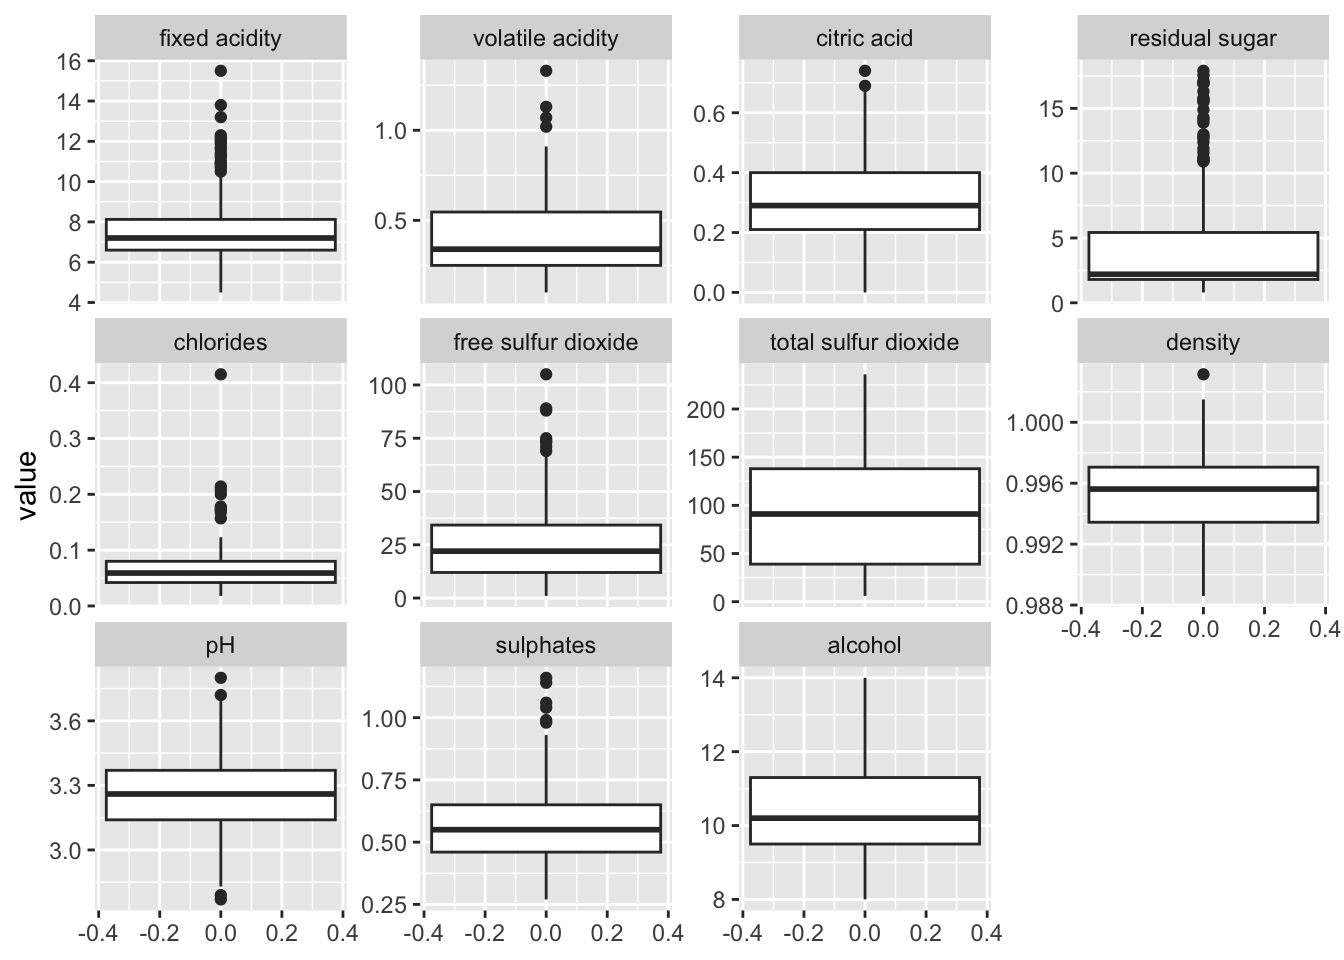 fixed acidity
volatile acidity
citric acid
residual sugar
16
14
12
10
8
6
4
1.0
0.5
0.6
0.4
0.2
0.0
15
10
5
0
chlorides
free sulfur dioxide
total sulfur dioxide
density
value
0.4
0.3
0.2
0.1
0.0
100
75
50
25
0
200
150
100
50
0
1.000
0.996
0.992
0.988
-0.4 -0.2 0.0 0.2 0.4
pH
sulphates
alcohol
3.6
3.3
3.0
1.00
0.75
0.50
0.25
14
12
10
8
-0.4 -0.2 0.0 0.2 0.4
-0.4 -0.2 0.0 0.2 0.4
-0.4 -0.2 0.0 0.2 0.4